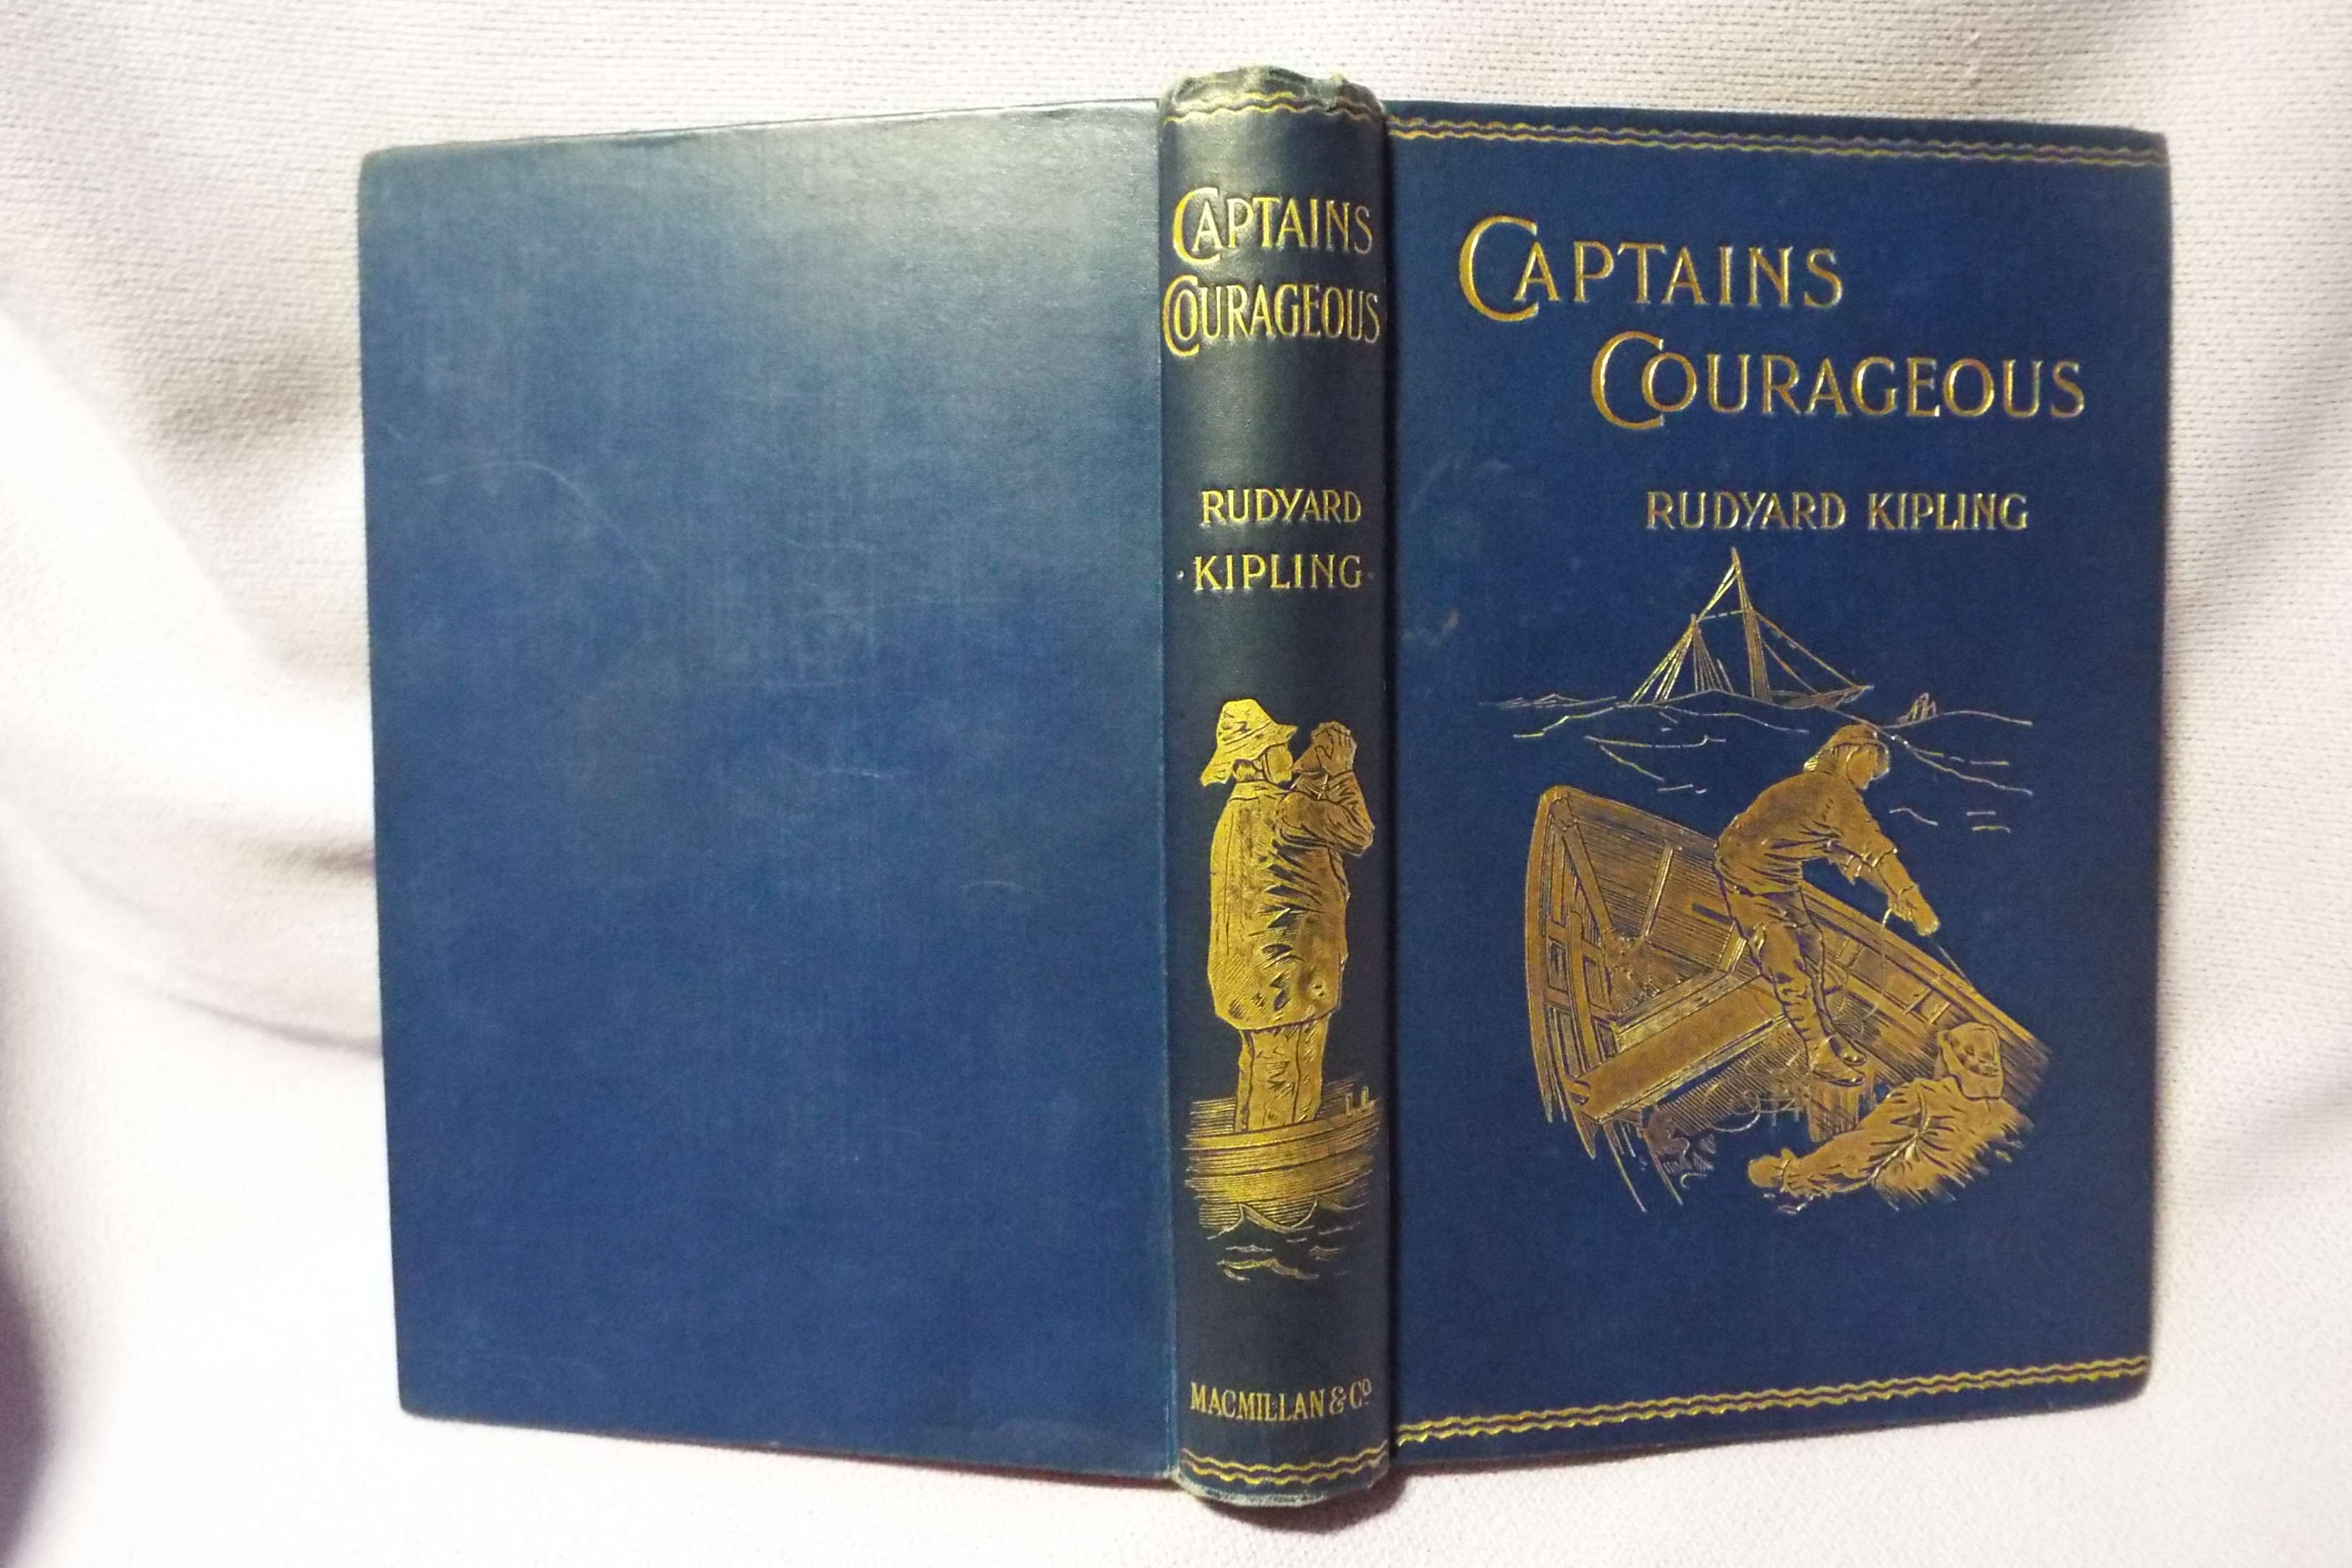 CAPTAINS
COURAGEOUS
RUDYARD
KIPLING
MACMILLAN & Cº
CAPTAINS
COURAGEOUS
RUDYARD KIPLING